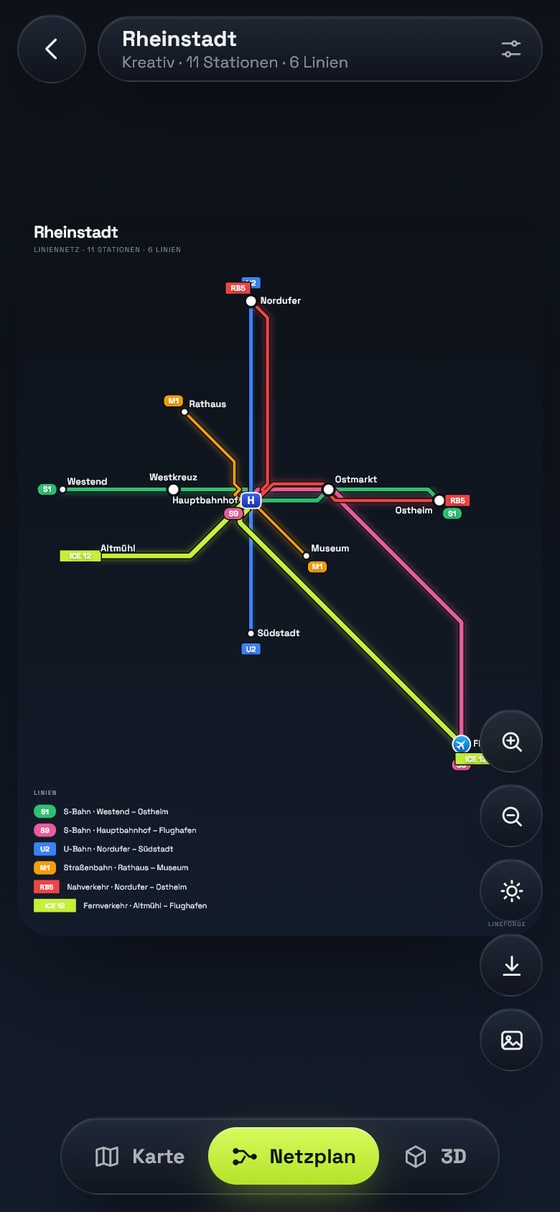 Rheinstadt
Kreativ · 11 Stationen · 6 Linien
Rheinstadt
LINIENNETZ · 11 STATIONEN · 6 LINIEN
RB5
Nordufer
M1
Rathaus
S1
Westend
Westkreuz
Ostmarkt
Hauptbahnhof
H
RB5
S9
Ostheim
S1
ICE 12
Altmühl
Museum
M1
Südstadt
U2
LINIEN
S1 S-Bahn · Westend – Ostheim
S9 S-Bahn · Hauptbahnhof – Flughafen
U2 U-Bahn · Nordufer – Südstadt
M1 Straßenbahn · Rathaus – Museum
RB5 Nahverkehr · Nordufer – Ostheim
ICE 12 Fernverkehr · Altmühl – Flughafen
LINEFORGE
Karte
Netzplan
3D